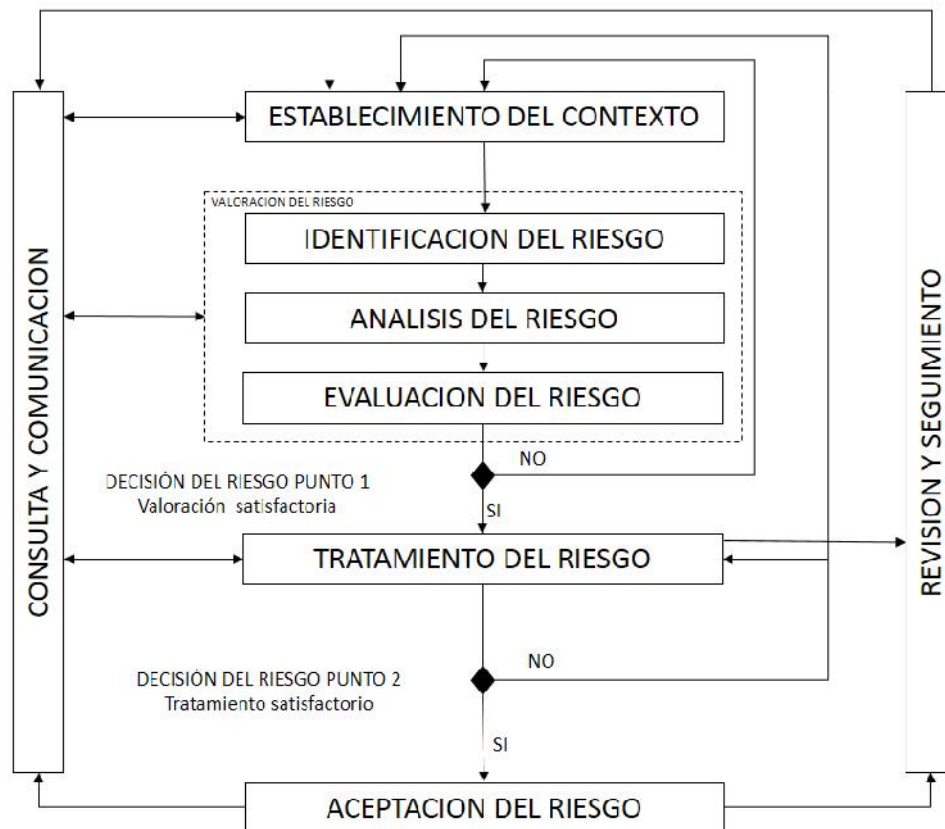 ESTABLECIMIENTO DEL CONTEXTO
VALORACION DEL RIESGO
IDENTIFICACION DEL RIESGO
ANALISIS DEL RIESGO
EVALUACION DEL RIESGO
NO
DECISIÓN DEL RIESGO PUNTO 1
Valoración satisfactoria
SI
TRATAMIENTO DEL RIESGO
NO
DECISIÓN DEL RIESGO PUNTO 2
Tratamiento satisfactorio
SI
ACEPTACION DEL RIESGO
CONSULTA Y COMUNICACION
REVISION Y SEGUIMIENTO